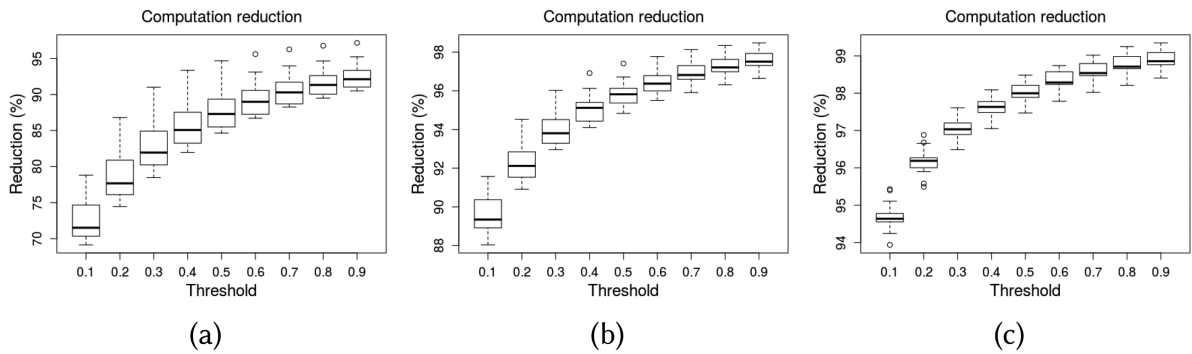 Computation reduction
Reduction (%)
95
90
85
80
75
70
0.1 0.2 0.3 0.4 0.5 0.6 0.7 0.8 0.9
Threshold
(a)
Computation reduction
Reduction (%)
98
96
94
92
90
88
0.1 0.2 0.3 0.4 0.5 0.6 0.7 0.8 0.9
Threshold
(b)
Computation reduction
Reduction (%)
99
98
97
96
95
94
0.1 0.2 0.3 0.4 0.5 0.6 0.7 0.8 0.9
Threshold
(c)